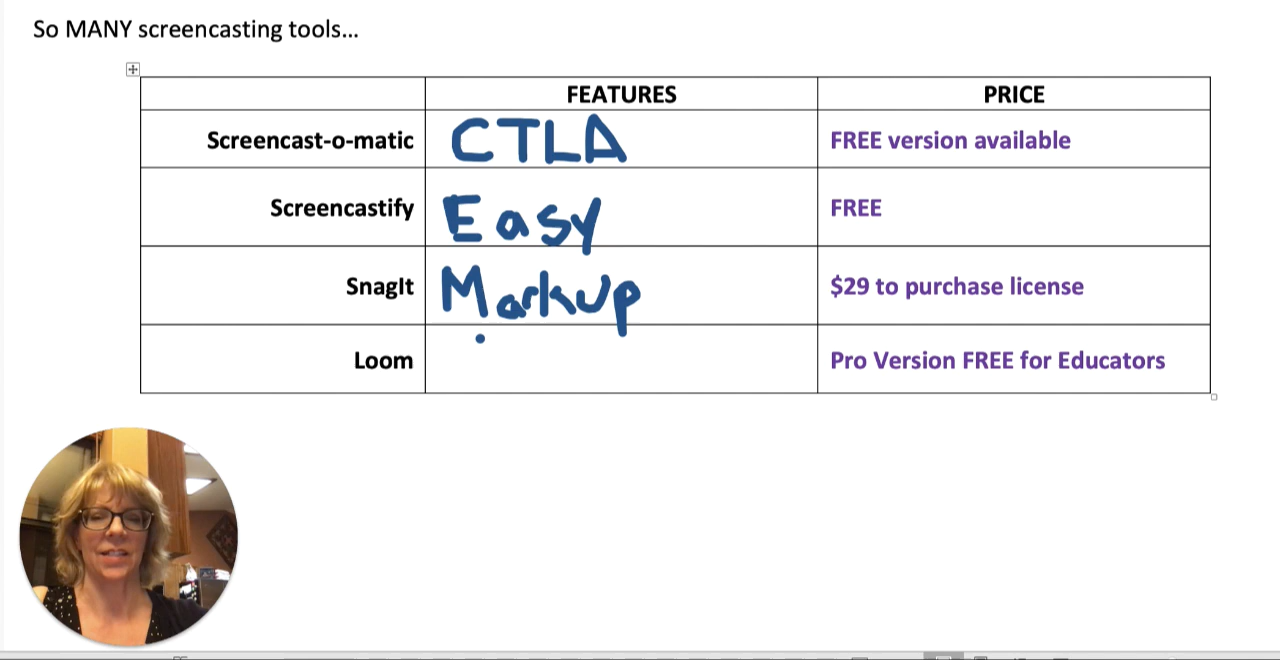 So MANY screencasting tools...
FEATURES PRICE
Screencast-o-matic CTLA FREE version available
Screencastify Easy FREE
SnagIt Markup $29 to purchase license
Loom Pro Version FREE for Educators